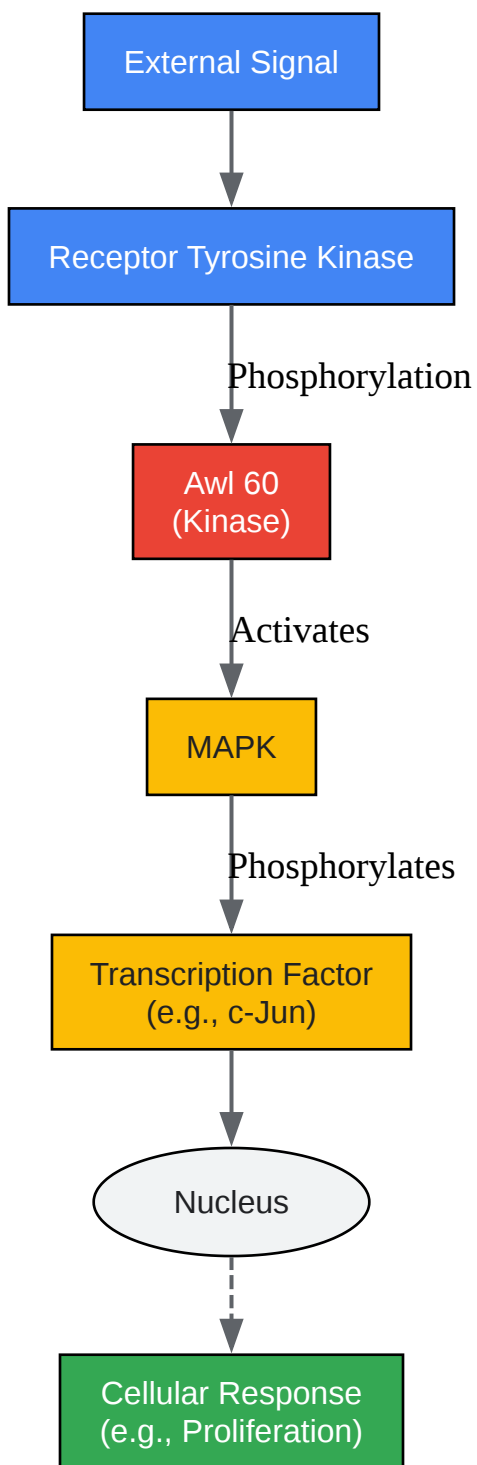 External Signal
Receptor Tyrosine Kinase
Phosphorylation
Awl 60
(Kinase)
Activates
MAPK
Phosphorylates
Transcription Factor
(e.g., c-Jun)
Nucleus
Cellular Response
(e.g., Proliferation)